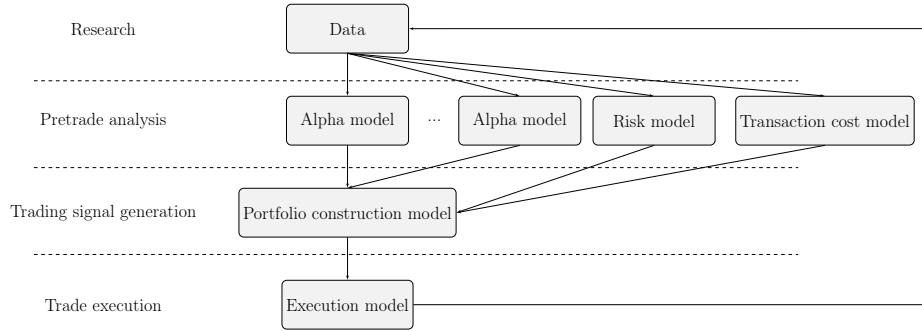 Research
Data
Pretrade analysis
Alpha model
...
Alpha model
Risk model
Transaction cost model
Trading signal generation
Portfolio construction model
Trade execution
Execution model